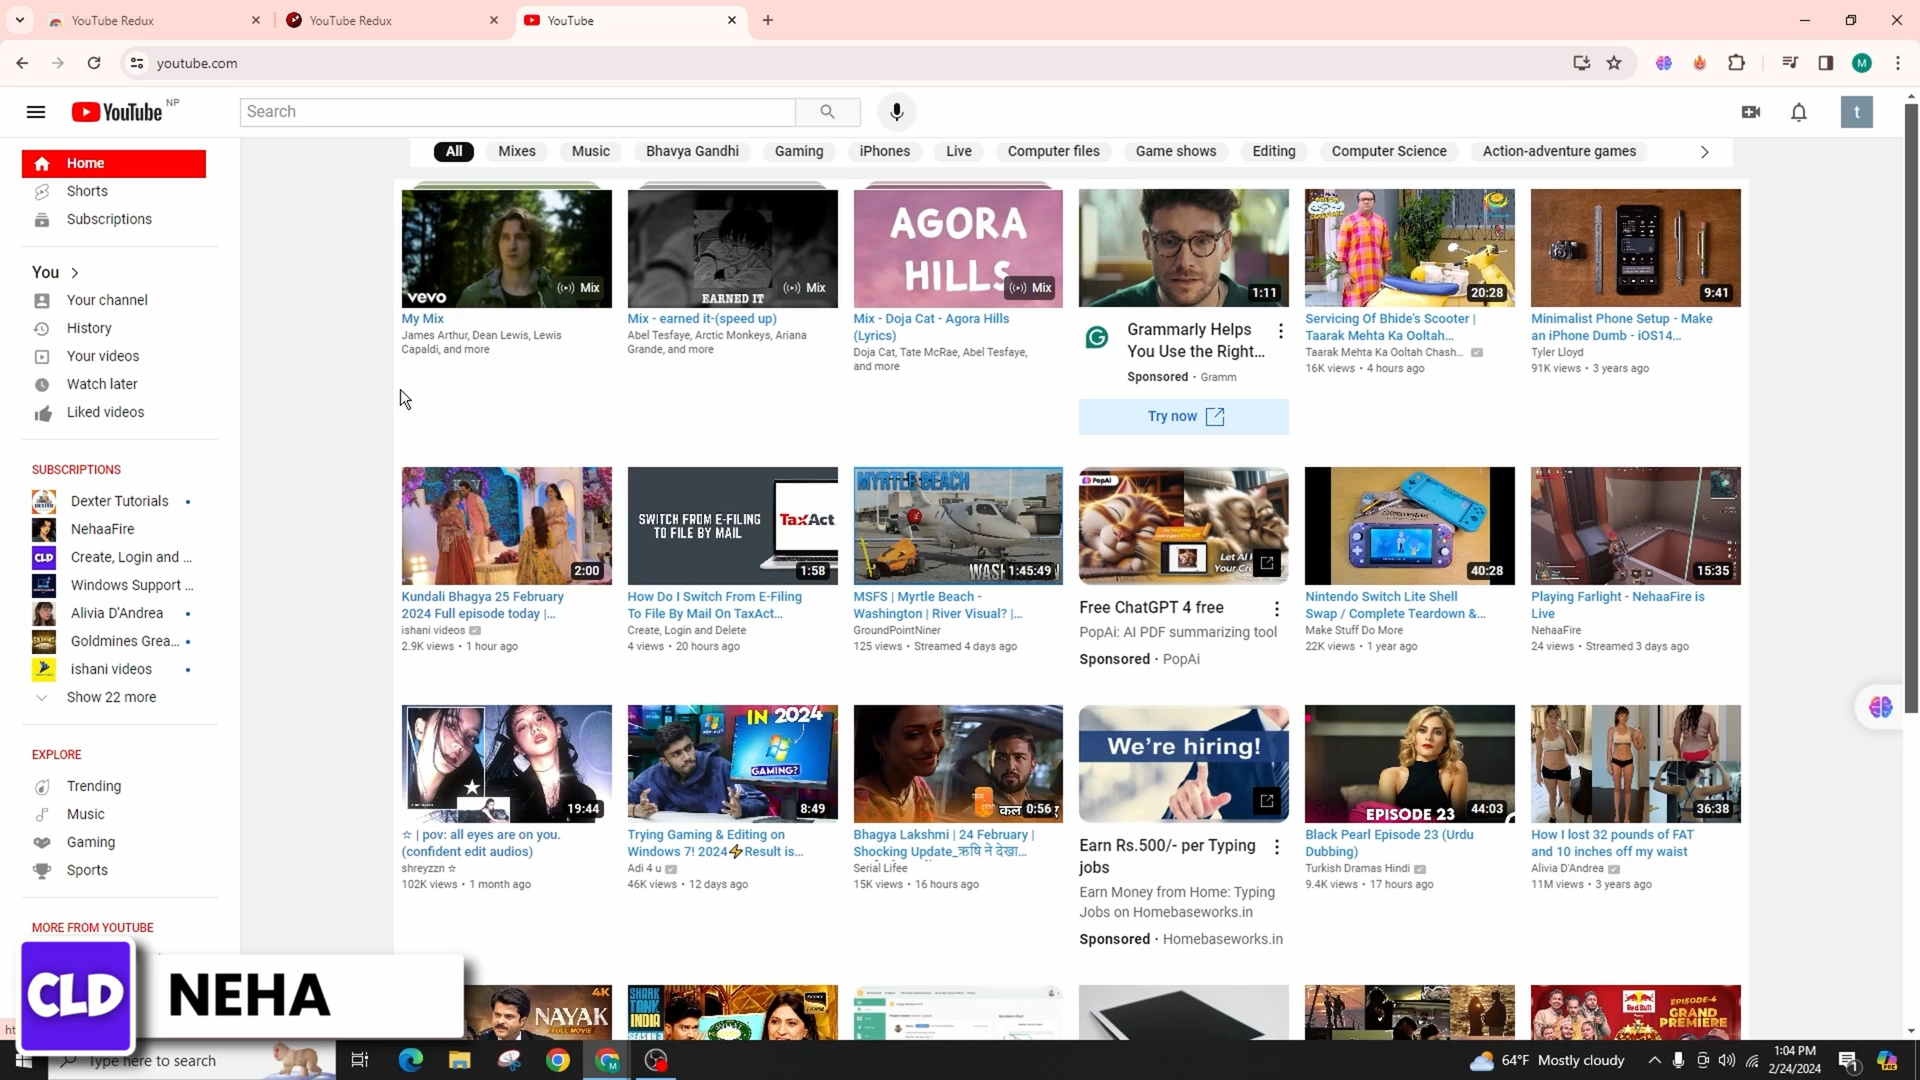 YouTube Redux
YouTube Redux
YouTube
youtube.com
M
YouTube NP
Search
t
All
Mixes
Music
Bhavya Gandhi
Gaming
iPhones
Live
Computer files
Game shows
Editing
Computer Science
Action-adventure games
Home
Shorts
Subscriptions
You
Your channel
History
Your videos
Watch later
Liked videos
SUBSCRIPTIONS
Dexter Tutorials
NehaaFire
CLD
Create, Login and ...
Windows Support ...
Alivia D'Andrea
Goldmines Grea...
ishani videos
Show 22 more
EXPLORE
Trending
Music
Gaming
Sports
MORE FROM YOUTUBE
vevo
Mix
My Mix
James Arthur, Dean Lewis, Lewis
Capaldi, and more
EARNED IT
Mix
Mix - earned it-(speed up)
Abel Tesfaye, Arctic Monkeys, Ariana
Grande, and more
AGORA
HILLS
Mix
Mix - Doja Cat - Agora Hills
(Lyrics)
Doja Cat, Tate McRae, Abel Tesfaye,
and more
1:11
Grammarly Helps
You Use the Right...
Sponsored · Gramm
Try now
20:28
Servicing Of Bhide's Scooter |
Taarak Mehta Ka Ooltah...
Taarak Mehta Ka Ooltah Chash...
16K views • 4 hours ago
9:41
Minimalist Phone Setup - Make
an iPhone Dumb - iOS14...
Tyler Lloyd
91K views • 3 years ago
2:00
Kundali Bhagya 25 February
2024 Full episode today |...
ishani videos
2.9K views • 1 hour ago
SWITCH FROM E-FILING
TO FILE BY MAIL
TaxAct
1:58
How Do I Switch From E-Filing
To File By Mail On TaxAct...
Create, Login and Delete
4 views • 20 hours ago
MYRTLE BEACH
1:45:49
MSFS | Myrtle Beach -
Washington | River Visual? |...
GroundPointNiner
125 views • Streamed 4 days ago
PopAi
Let AI
Your Cre
Free ChatGPT 4 free
PopAi: AI PDF summarizing tool
Sponsored · PopAi
40:28
Nintendo Switch Lite Shell
Swap / Complete Teardown &...
Make Stuff Do More
22K views • 1 year ago
15:35
Playing Farlight - NehaaFire is
Live
NehaaFire
24 views • Streamed 3 days ago
19:44
☆ | pov: all eyes are on you.
(confident edit audios)
shreyzzn ☆
102K views • 1 month ago
IN 2024
GAMING?
8:49
Trying Gaming & Editing on
Windows 7! 2024⚡Result is...
Adi 4 u
46K views • 12 days ago
कल
0:56
Bhagya Lakshmi | 24 February |
Shocking Update_ऋषि ने देखा...
Serial Lifee
15K views • 16 hours ago
We're hiring!
Earn Rs.500/- per Typing
jobs
Earn Money from Home: Typing
Jobs on Homebaseworks.in
Sponsored · Homebaseworks.in
EPISODE 23
44:03
Black Pearl Episode 23 (Urdu
Dubbing)
Turkish Dramas Hindi
9.4K views • 17 hours ago
36:38
How I lost 32 pounds of FAT
and 10 inches off my waist
Alivia D'Andrea
11M views • 3 years ago
4K
NAYAK
FULL MOVIE
SHARK
TANK
INDIA
Red Bull
EPISODE-4
GRAND
PREMIERE
CLD
NEHA
Type here to search
64°F Mostly cloudy
1:04 PM
2/24/2024
1